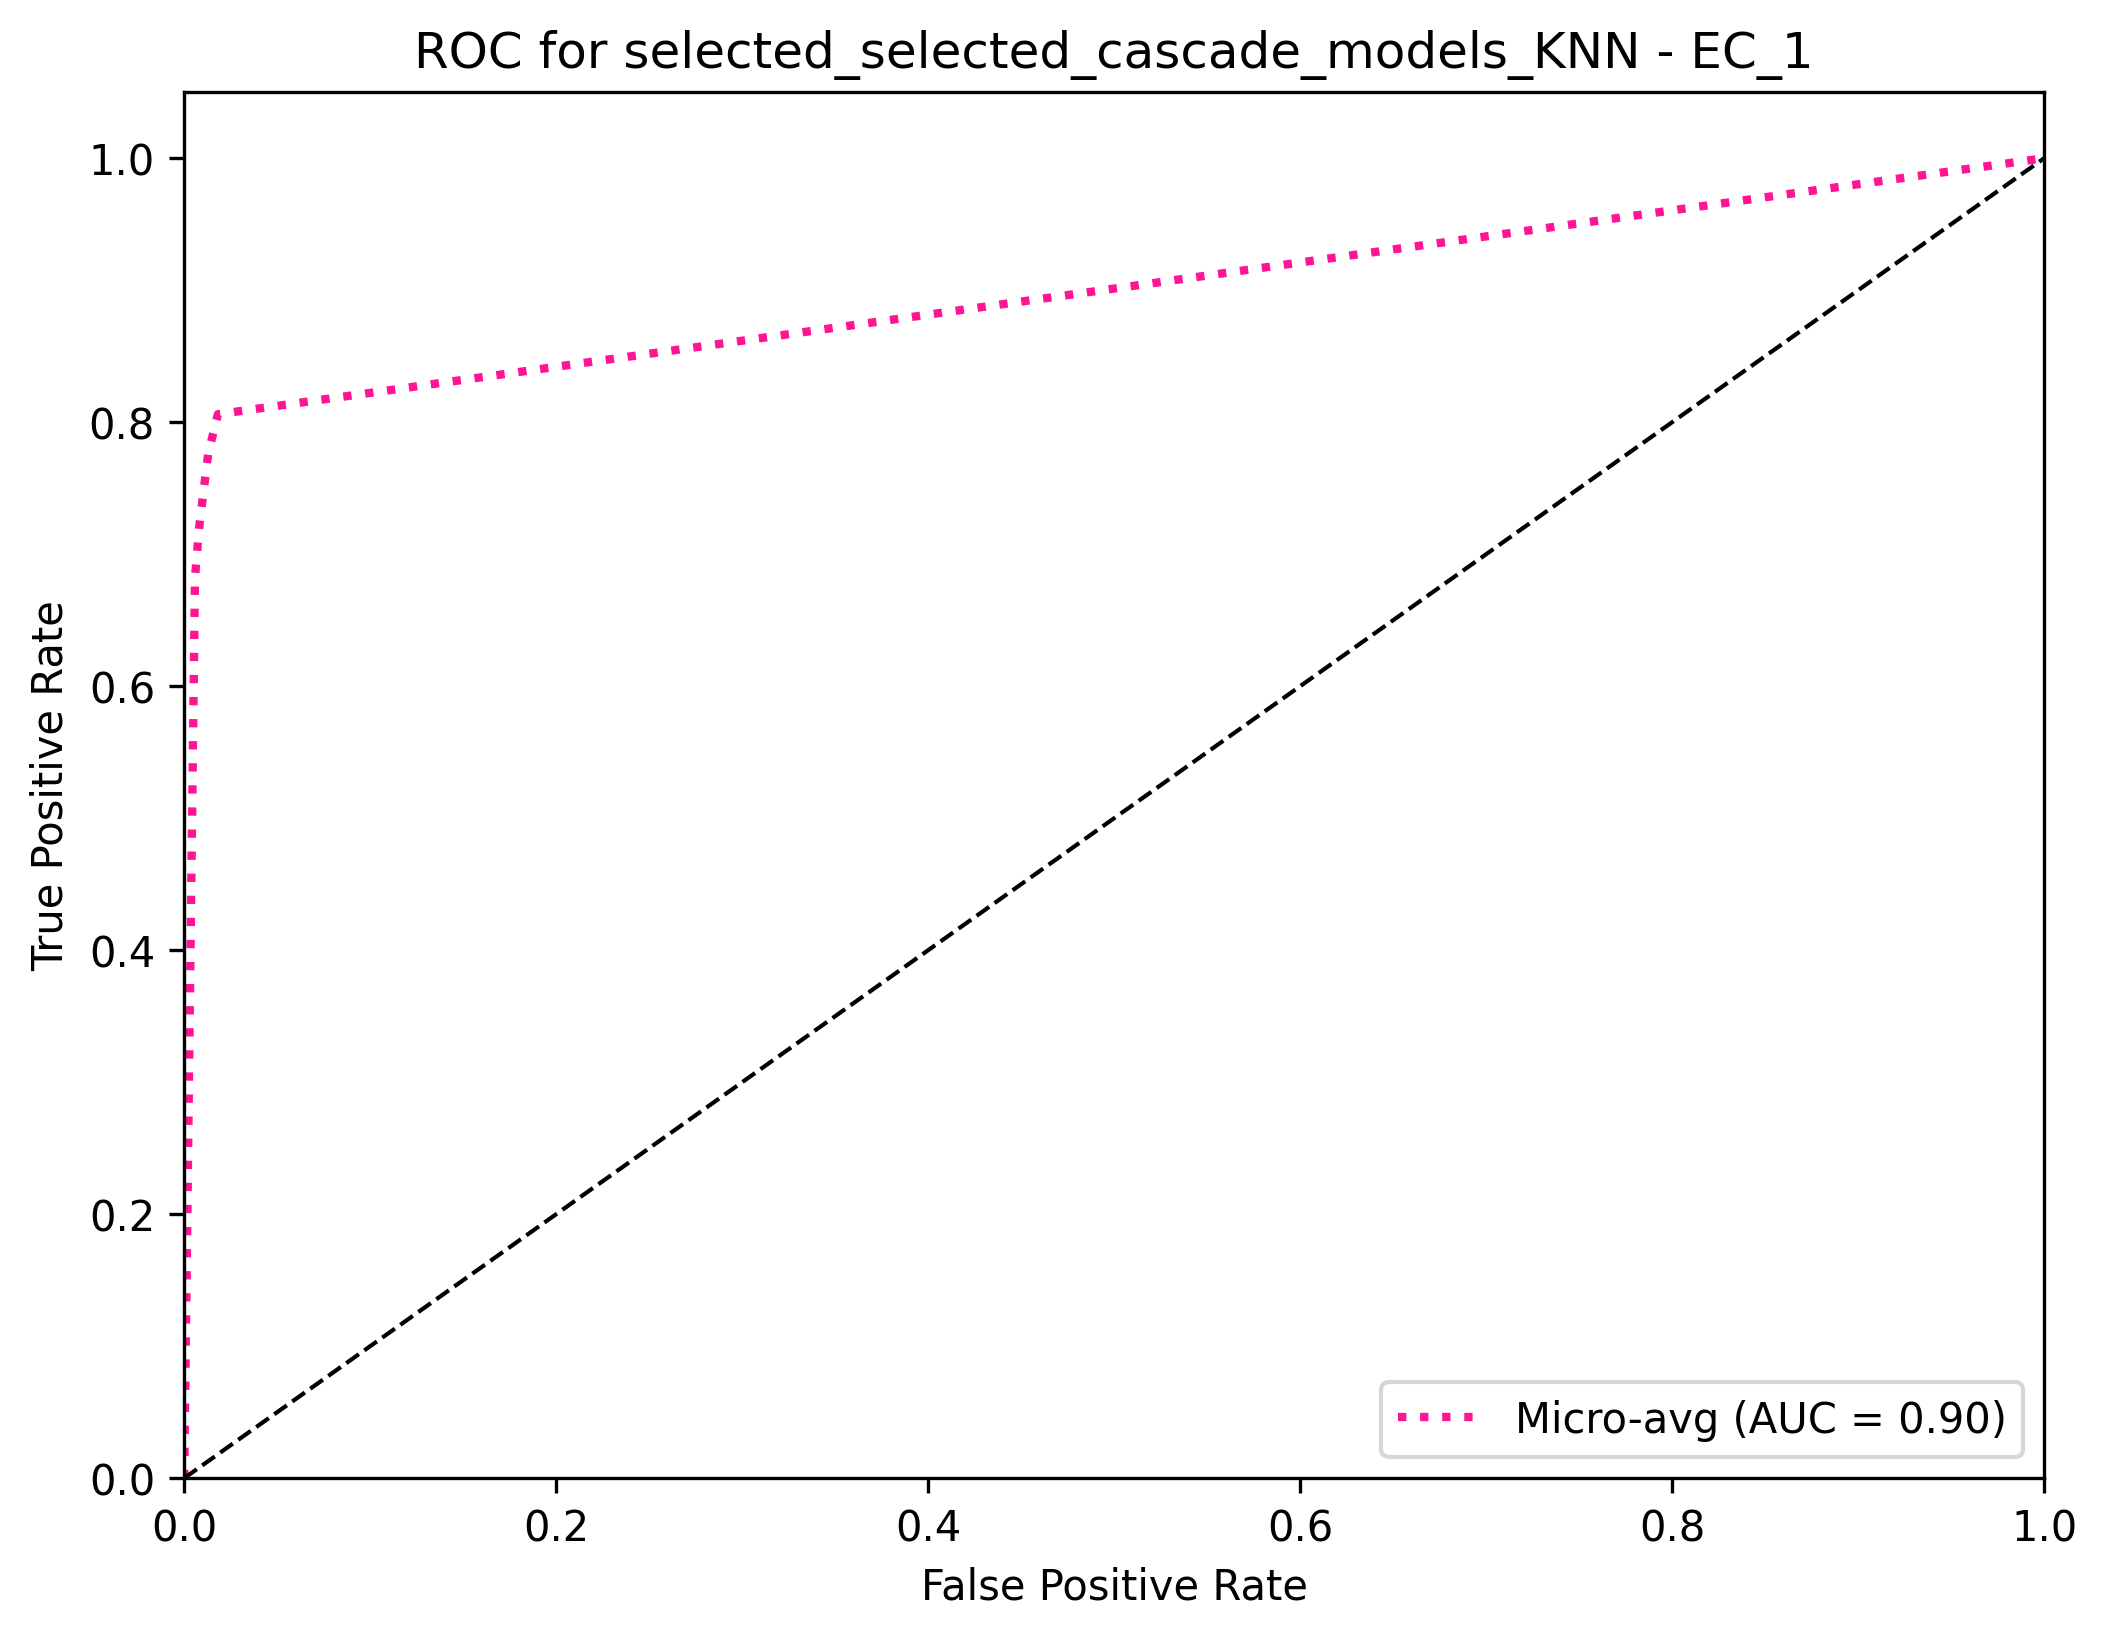 ROC for selected_selected_cascade_models_KNN - EC_1
1.0
0.8
0.6
0.4
0.2
0.0
True Positive Rate
Micro-avg (AUC = 0.90)
0.0 0.2 0.4 0.6 0.8 1.0
False Positive Rate